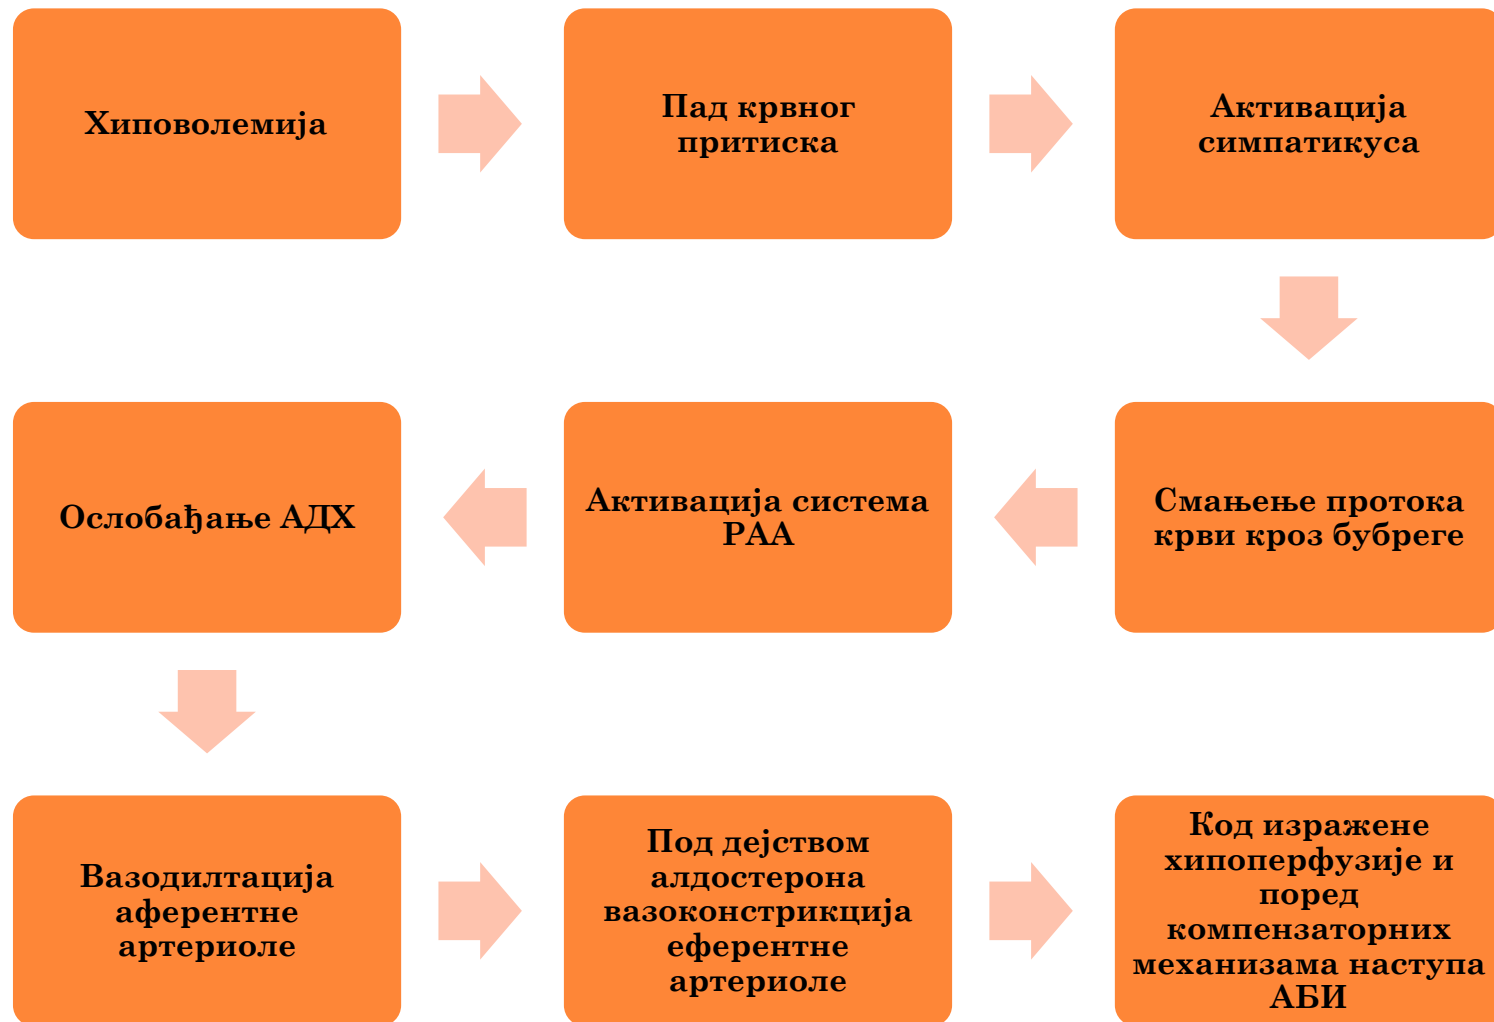 Хиповолемија
Пад крвног
притиска
Активација
симпатикуса
Смањење протока
крви кроз бубреге
Активација система
РАА
Ослобађање АДХ
Вазодилтација
аферентне
артериоле
Под дејством
алдостерона
вазоконстрикција
еферентне
артериоле
Код изражене
хипоперфузије и
поред
компензаторних
механизама наступа
АБИ